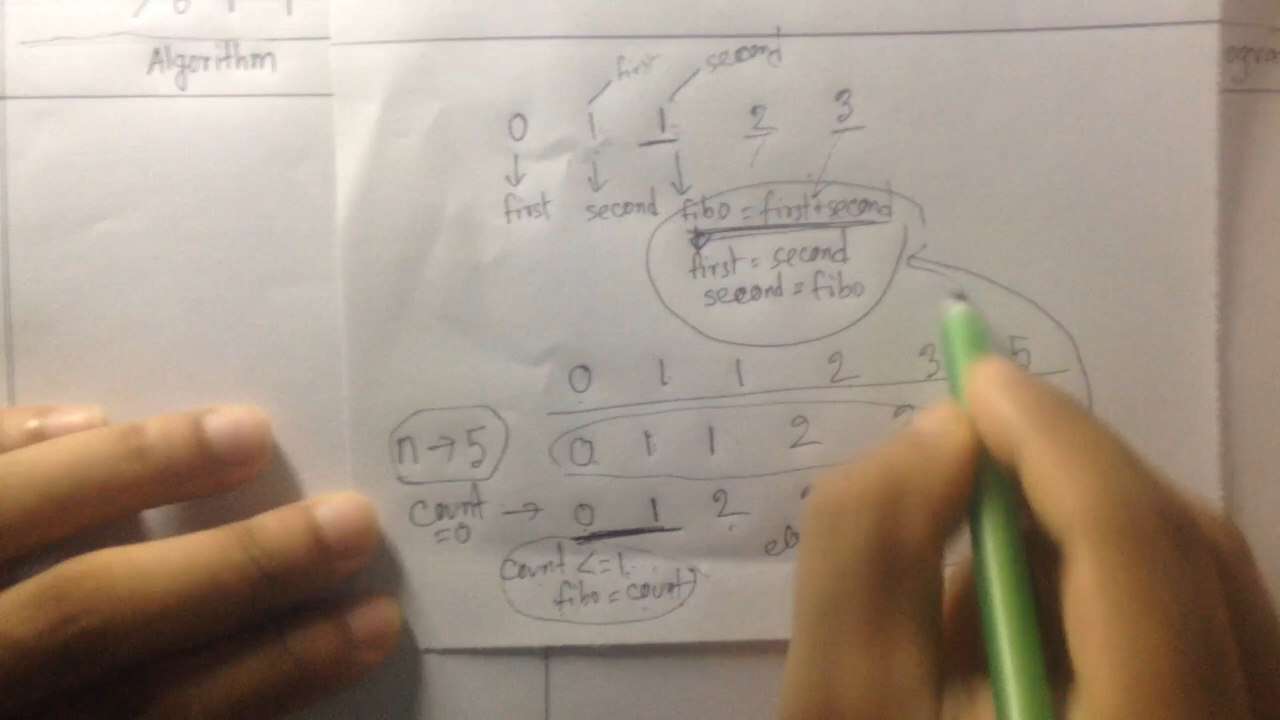 Algorithm
first second
0 1 1 2 3
first second fibo = first+second
first = second
second = fibo
0 1 1 2 3 5
n → 5 0 1 1 2
count → 0 1 2
=0
count <=1
fibo = count